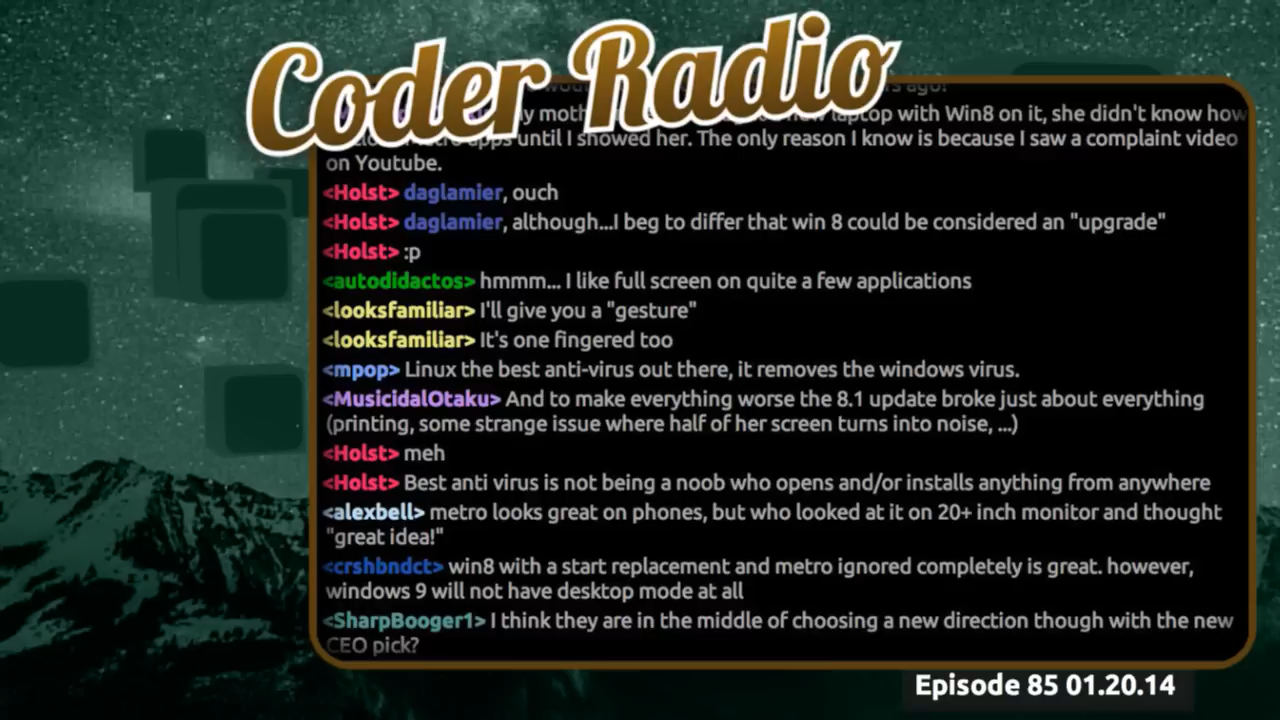 Coder Radio
laptop with Win8 on it, she didn't know how
apps until I showed her. The only reason I know is because I saw a complaint video
on Youtube.
<Holst> daglamier, ouch
<Holst> daglamier, although...I beg to differ that win 8 could be considered an "upgrade"
<Holst> :p
<autodidactos> hmmm... I like full screen on quite a few applications
<looksfamiliar> I'll give you a "gesture"
<looksfamiliar> It's one fingered too
<mpop> Linux the best anti-virus out there, it removes the windows virus.
<MusicidalOtaku> And to make everything worse the 8.1 update broke just about everything
(printing, some strange issue where half of her screen turns into noise, ...)
<Holst> meh
<Holst> Best anti virus is not being a noob who opens and/or installs anything from anywhere
<alexbell> metro looks great on phones, but who looked at it on 20+ inch monitor and thought
"great idea!"
<crshbndct> win8 with a start replacement and metro ignored completely is great. however,
windows 9 will not have desktop mode at all
<SharpBooger1> I think they are in the middle of choosing a new direction though with the new
CEO pick?
Episode 85 01.20.14